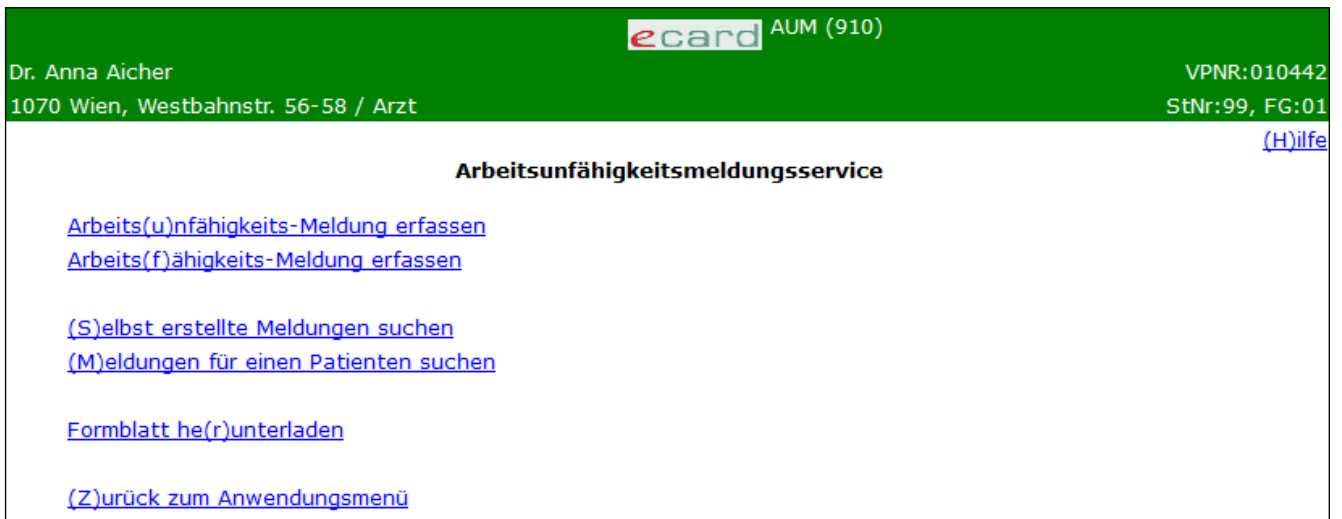 ecard AUM (910)
Dr. Anna Aicher VPNR:010442
1070 Wien, Westbahnstr. 56-58 / Arzt StNr:99, FG:01
(H)ilfe
Arbeitsunfähigkeitsmeldungsservice
Arbeits(u)nfähigkeits-Meldung erfassen
Arbeits(f)ähigkeits-Meldung erfassen
(S)elbst erstellte Meldungen suchen
(M)eldungen für einen Patienten suchen
Formblatt he(r)unterladen
(Z)urück zum Anwendungsmenü